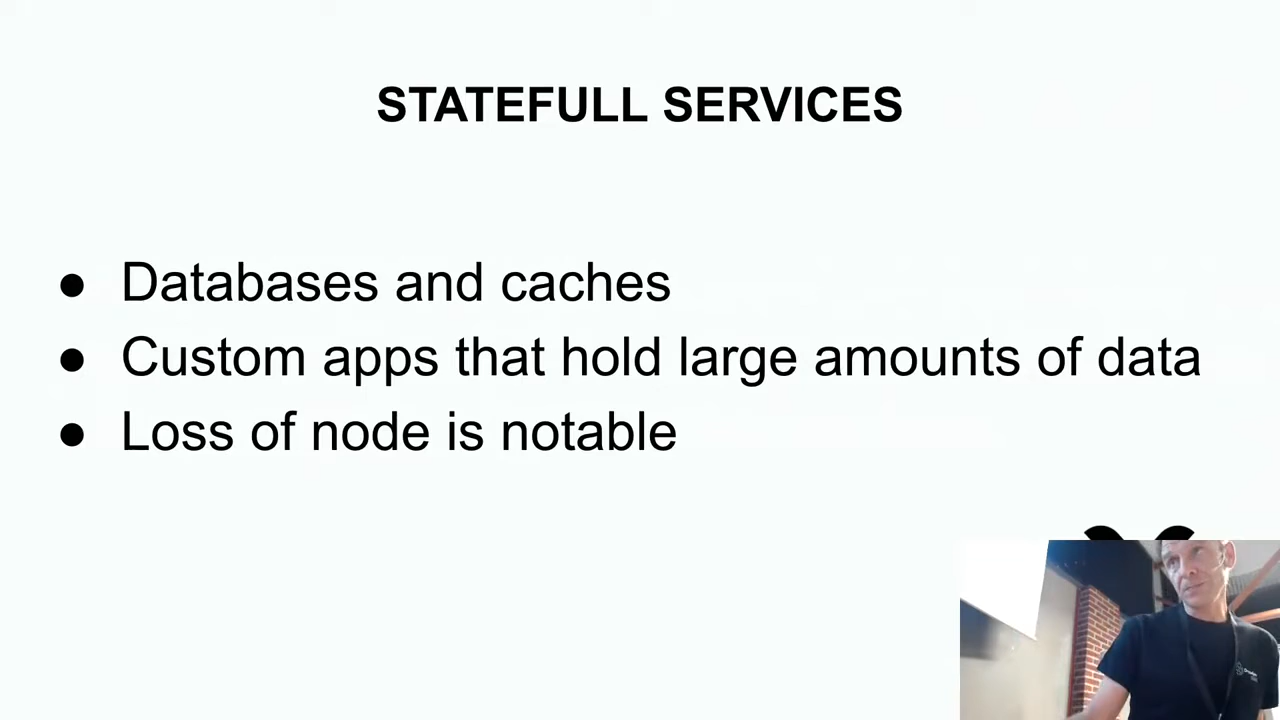 STATEFULL SERVICES
● Databases and caches
● Custom apps that hold large amounts of data
● Loss of node is notable